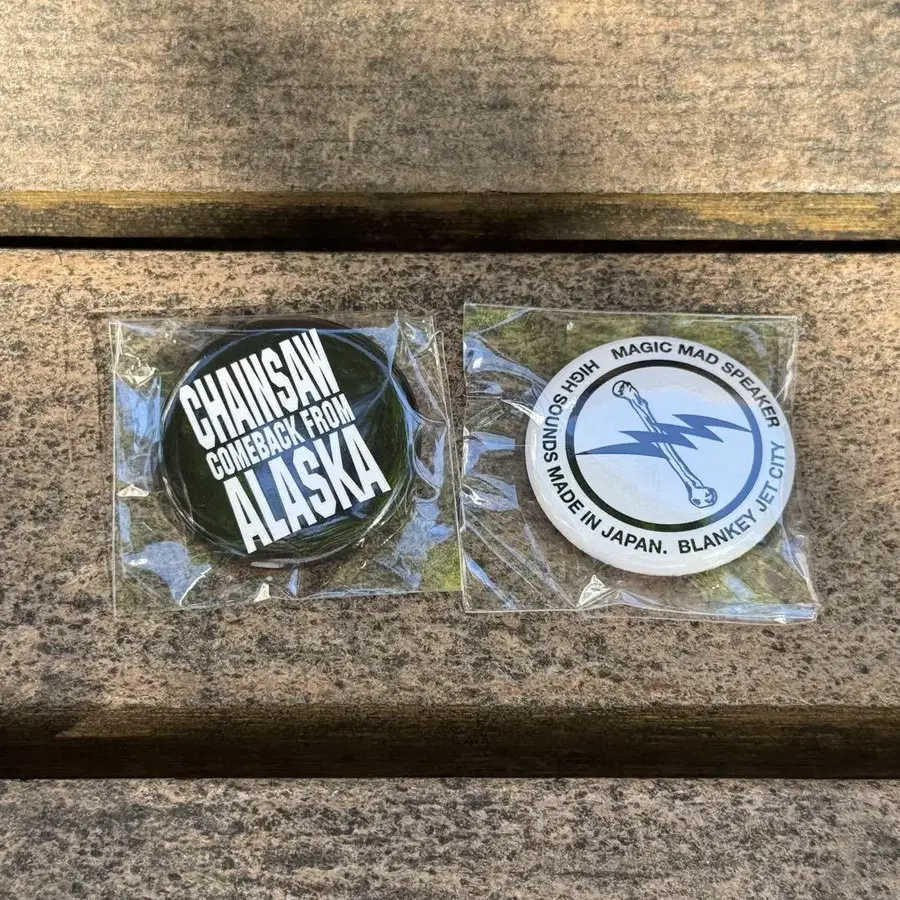 CHAINSAW
COMEBACK FROM
ALASKA
MAGIC MAD SPEAKER
BLANKEY JET CITY
HIGH SOUNDS MADE IN JAPAN.